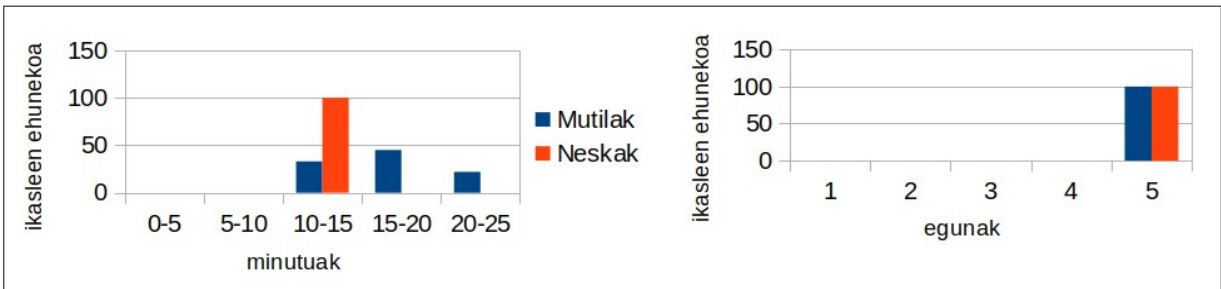 ikasleen ehunekoa
150
100
50
0
0-5 5-10 10-15 15-20 20-25
minutuak
Mutilak
Neskak
ikasleen ehunekoa
150
100
50
0
1 2 3 4 5
egunak